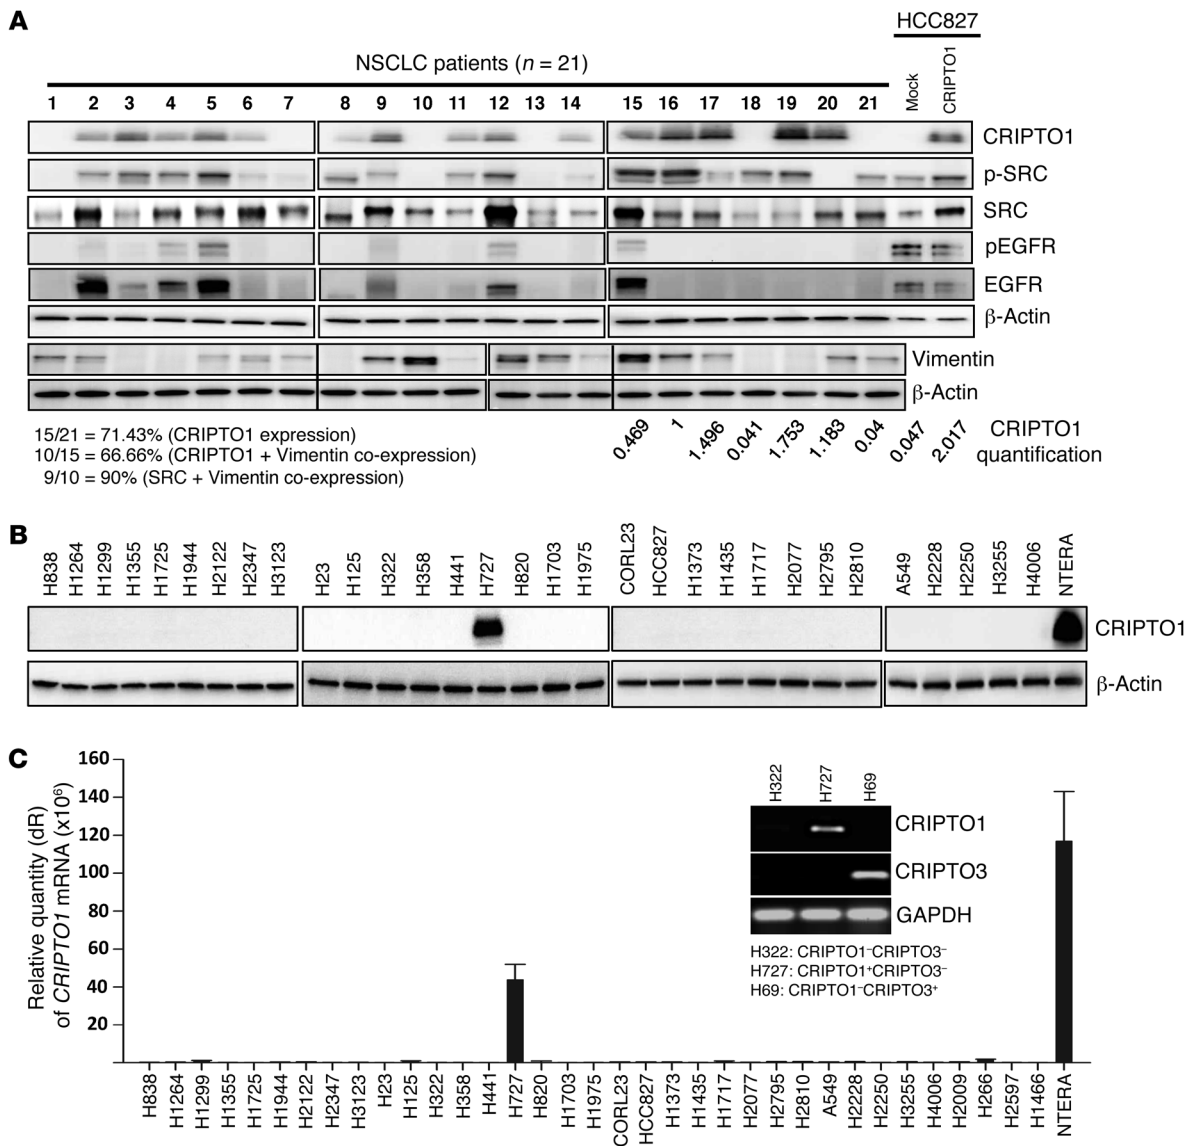 A
HCC827
NSCLC patients (n = 21)
Mock
CRIPTO1
1 2 3 4 5 6 7 8 9 10 11 12 13 14 15 16 17 18 19 20 21
CRIPTO1
p-SRC
SRC
pEGFR
EGFR
β-Actin
Vimentin
β-Actin
0.469 1 1.496 0.041 1.753 1.183 0.04 0.047 2.017
CRIPTO1
quantification
15/21 = 71.43% (CRIPTO1 expression)
10/15 = 66.66% (CRIPTO1 + Vimentin co-expression)
9/10 = 90% (SRC + Vimentin co-expression)
B
H838 H1264 H1299 H1355 H1725 H1944 H2122 H2347 H3123 H23 H125 H322 H358 H441 H727 H820 H1703 H1975 CORL23 HCC827 H1373 H1435 H1717 H2077 H2795 H2810 A549 H2228 H2250 H3255 H4006 NTERA
CRIPTO1
β-Actin
C
Relative quantity (dR)
of CRIPTO1 mRNA (x10⁶)
160
140
120
100
80
60
40
20
H322 H727 H69
CRIPTO1
CRIPTO3
GAPDH
H322: CRIPTO1⁻CRIPTO3⁻
H727: CRIPTO1⁺CRIPTO3⁻
H69: CRIPTO1⁻CRIPTO3⁺
H838 H1264 H1299 H1355 H1725 H1944 H2122 H2347 H3123 H23 H125 H322 H358 H441 H727 H820 H1703 H1975 CORL23 HCC827 H1373 H1435 H1717 H2077 H2795 H2810 A549 H2228 H2250 H3255 H4006 H2009 H266 H2597 H1466 NTERA